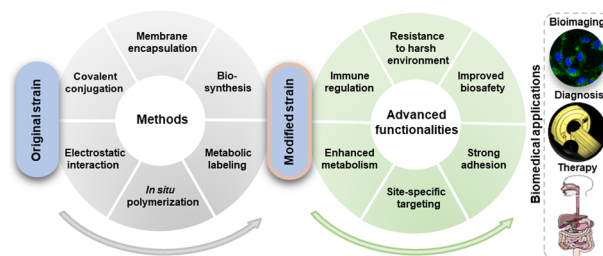 Original strain
Methods
Membrane
encapsulation
Bio-
synthesis
Metabolic
labeling
In situ
polymerization
Electrostatic
interaction
Covalent
conjugation
Modified strain
Advanced
functionalities
Resistance
to harsh
environment
Improved
biosafety
Strong
adhesion
Site-specific
targeting
Enhanced
metabolism
Immune
regulation
Biomedical applications
Bioimaging
Diagnosis
Therapy